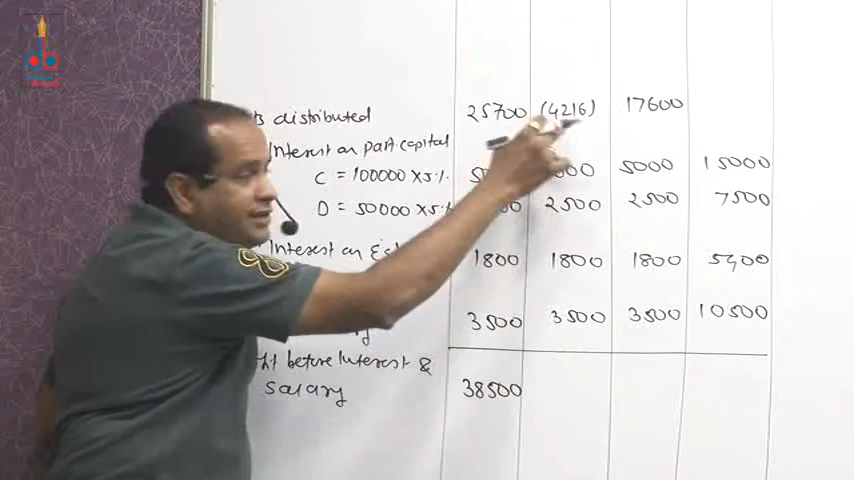 distributed 25700 (4216) 17600
Interest on part. capital
C = 100000 X 5% 5000 15000
D = 50000 X 5% 2500 2500 7500
Interest on 1800 1800 1800 5400
3500 3500 3500 10500
before Interest &
salary 38500